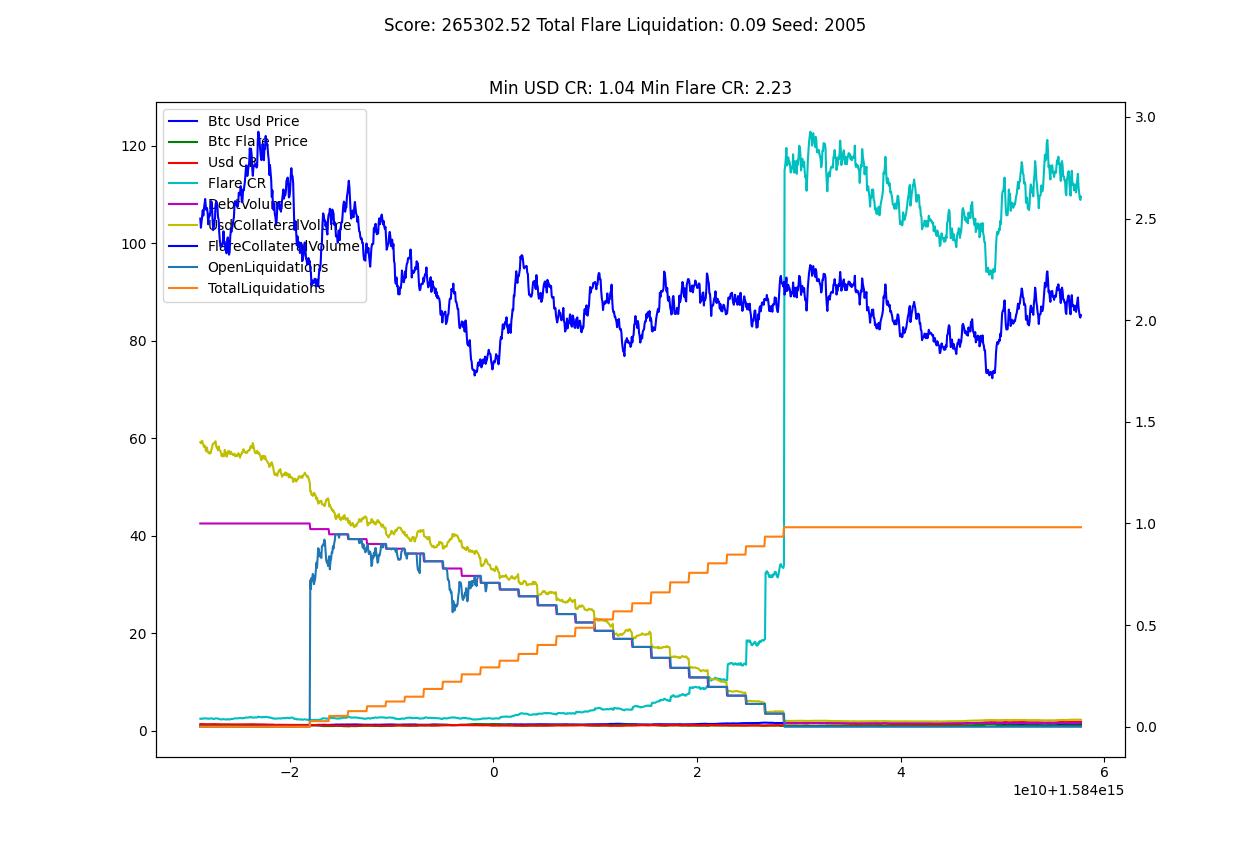 Score: 265302.52 Total Flare Liquidation: 0.09 Seed: 2005
Min USD CR: 1.04 Min Flare CR: 2.23
Btc Usd Price
Btc Flare Price
Usd CR
Flare CR
DebtVolume
UsdCollateralVolume
FlareCollateralVolume
OpenLiquidations
TotalLiquidations
120
100
80
60
40
20
0
3.0
2.5
2.0
1.5
1.0
0.5
0.0
−2
0
2
4
6
1e10+1.584e15